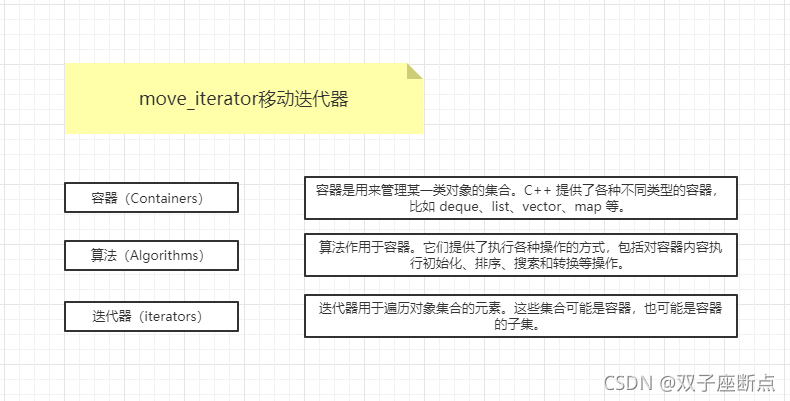 move_iterator移动迭代器
容器（Containers）
容器是用来管理某一类对象的集合。C++ 提供了各种不同类型的容器，
比如 deque、list、vector、map 等。
算法（Algorithms）
算法作用于容器。它们提供了执行各种操作的方式，包括对容器内容执
行初始化、排序、搜索和转换等操作。
迭代器（iterators）
迭代器用于遍历对象集合的元素。这些集合可能是容器，也可能是容器
的子集。
CSDN @双子座断点